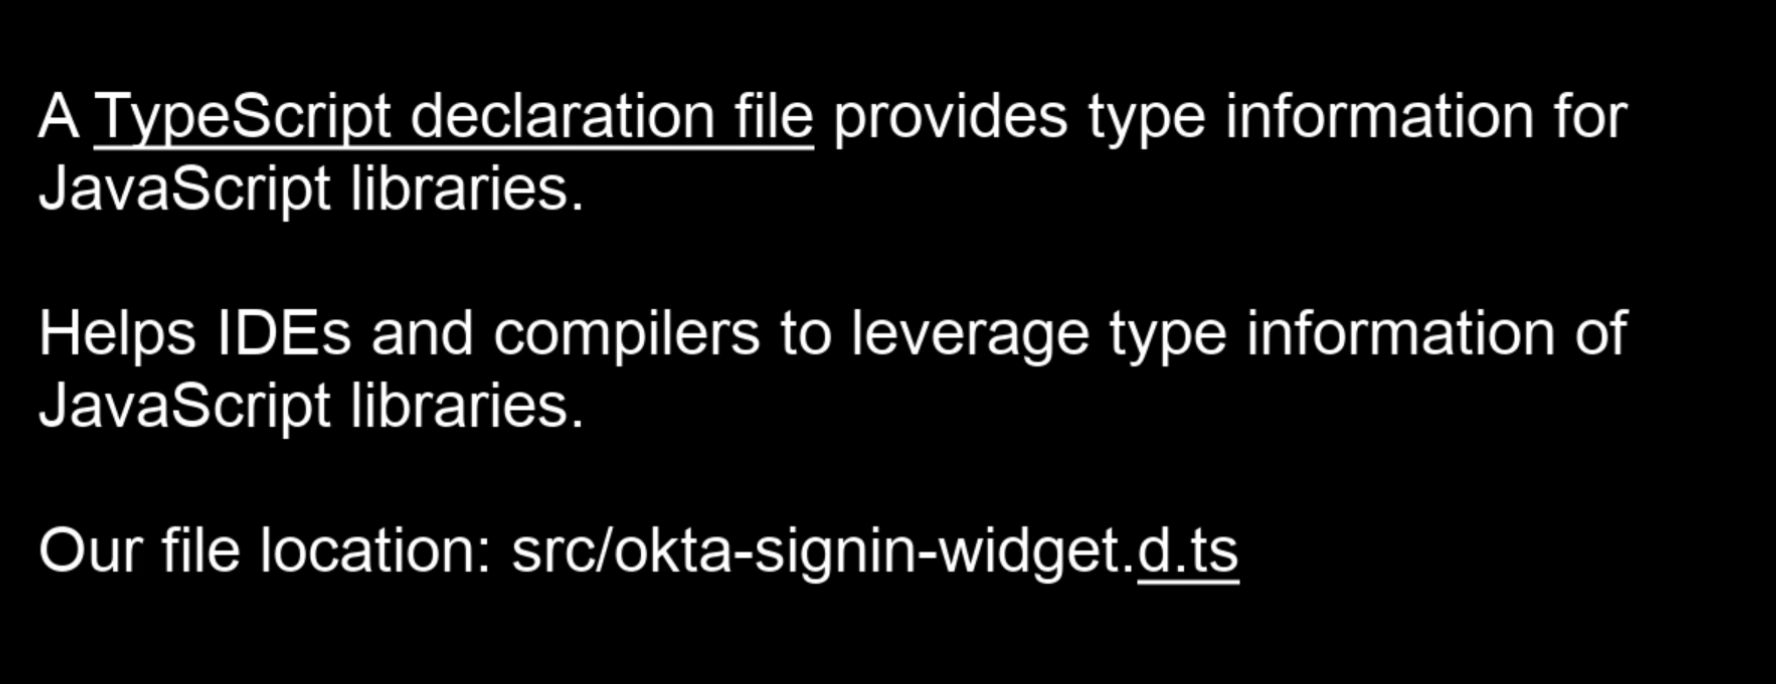 A TypeScript declaration file provides type information for
JavaScript libraries.
Helps IDEs and compilers to leverage type information of
JavaScript libraries.
Our file location: src/okta-signin-widget.d.ts